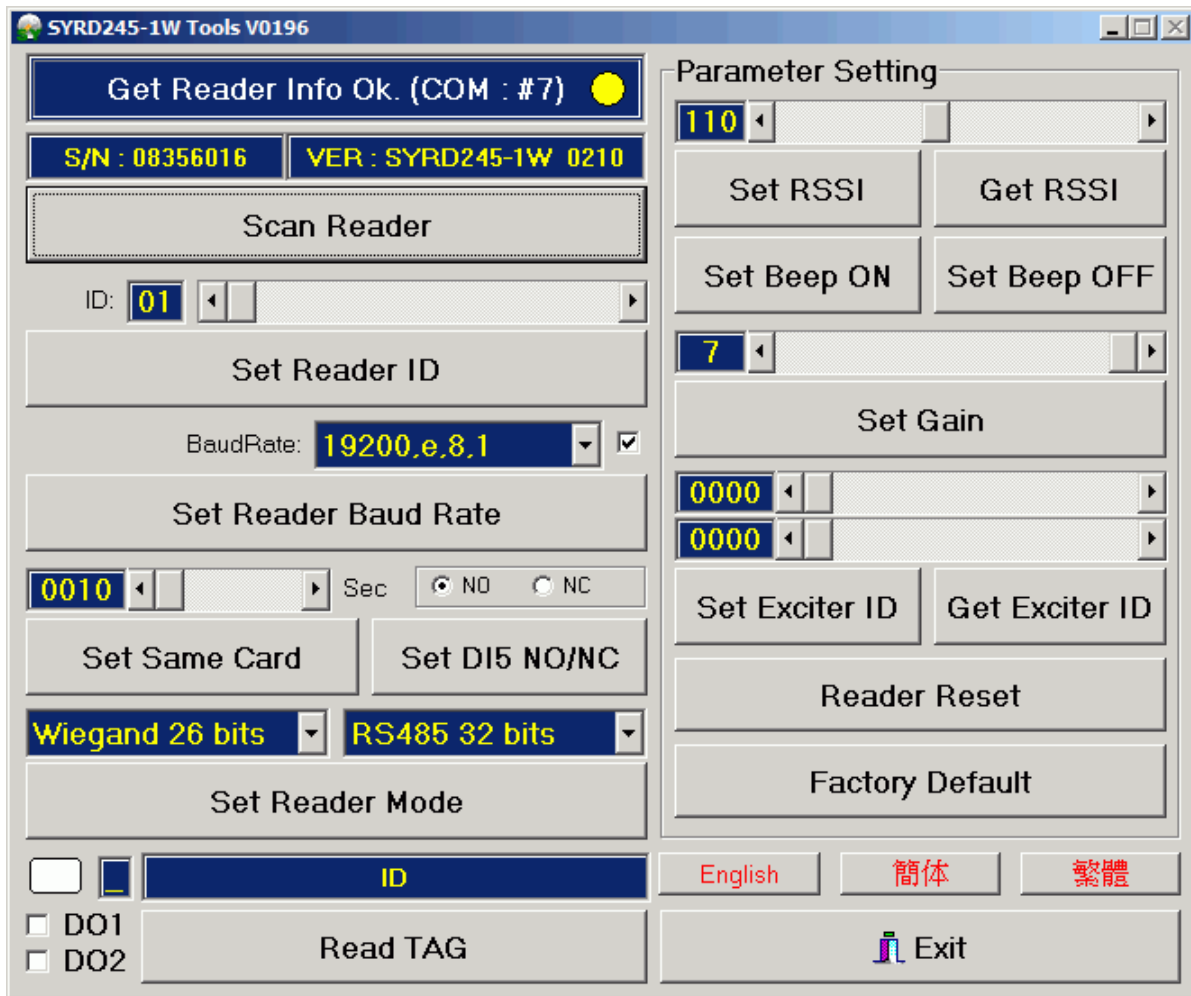 SYRD245-1W Tools V0196
Get Reader Info Ok. (COM : #7)
S/N : 08356016
VER : SYRD245-1W 0210
Scan Reader
ID: 01
Set Reader ID
BaudRate: 19200,e,8,1
Set Reader Baud Rate
0010 Sec NO NC
Set Same Card
Set DI5 NO/NC
Wiegand 26 bits
RS485 32 bits
Set Reader Mode
_ ID
DO1
DO2
Read TAG
Parameter Setting
110
Set RSSI
Get RSSI
Set Beep ON
Set Beep OFF
7
Set Gain
0000
0000
Set Exciter ID
Get Exciter ID
Reader Reset
Factory Default
English
簡体
繁體
Exit